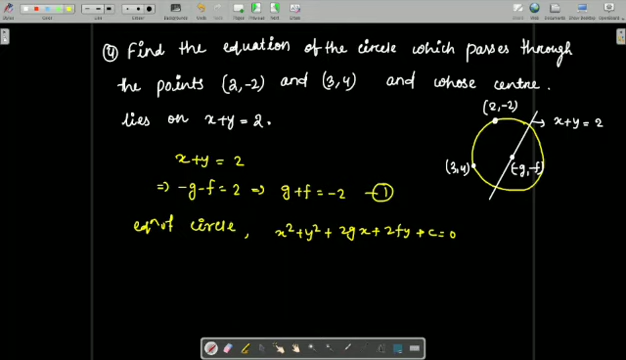 ④ Find the equation of the circle which passes through
the points (2,-2) and (3,4) and whose centre
lies on x+y = 2.
(2,-2)
x+y = 2
(3,4)
(-g,-f)
x+y = 2
=> -g-f = 2 => g+f = -2 —①
eqⁿ of circle, x²+y²+2gx+2fy+c=0